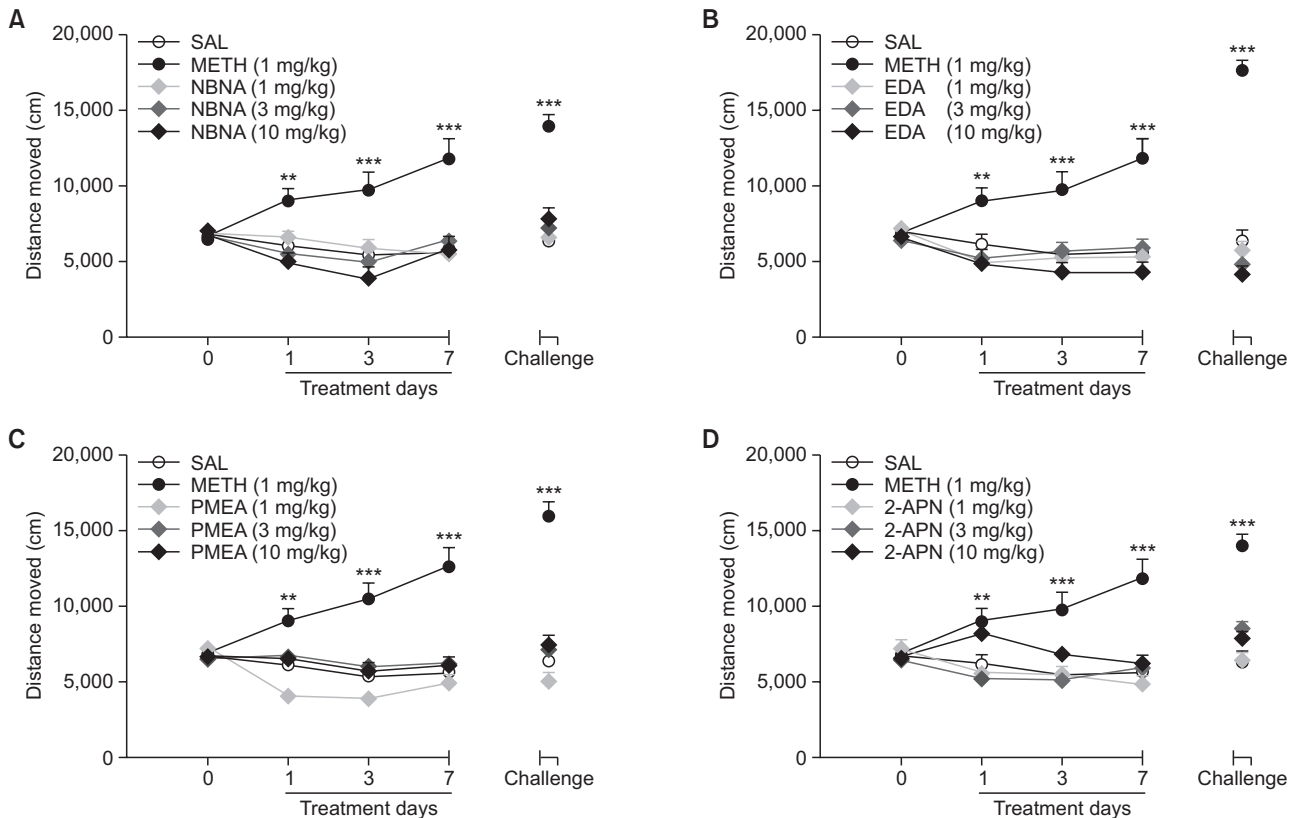 A
Distance moved (cm)
20,000
15,000
10,000
5,000
0
SAL
METH (1 mg/kg)
NBNA (1 mg/kg)
NBNA (3 mg/kg)
NBNA (10 mg/kg)
**
***
***
***
0
1
3
7
Challenge
Treatment days
B
Distance moved (cm)
20,000
15,000
10,000
5,000
0
SAL
METH (1 mg/kg)
EDA (1 mg/kg)
EDA (3 mg/kg)
EDA (10 mg/kg)
**
***
***
***
0
1
3
7
Challenge
Treatment days
C
Distance moved (cm)
20,000
15,000
10,000
5,000
0
SAL
METH (1 mg/kg)
PMEA (1 mg/kg)
PMEA (3 mg/kg)
PMEA (10 mg/kg)
**
***
***
***
0
1
3
7
Challenge
Treatment days
D
Distance moved (cm)
20,000
15,000
10,000
5,000
0
SAL
METH (1 mg/kg)
2-APN (1 mg/kg)
2-APN (3 mg/kg)
2-APN (10 mg/kg)
**
***
***
***
0
1
3
7
Challenge
Treatment days